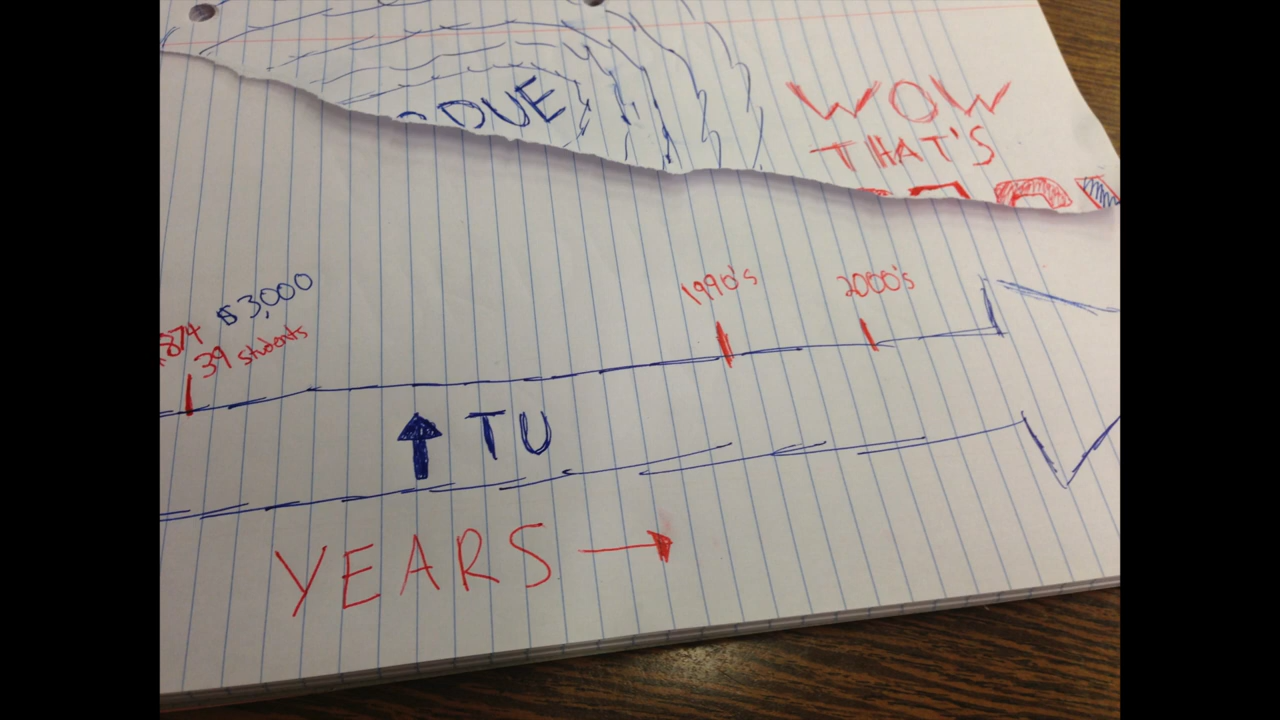 WOW
THAT'S
1990's
2000's
$3,000
39 students
TU
YEARS